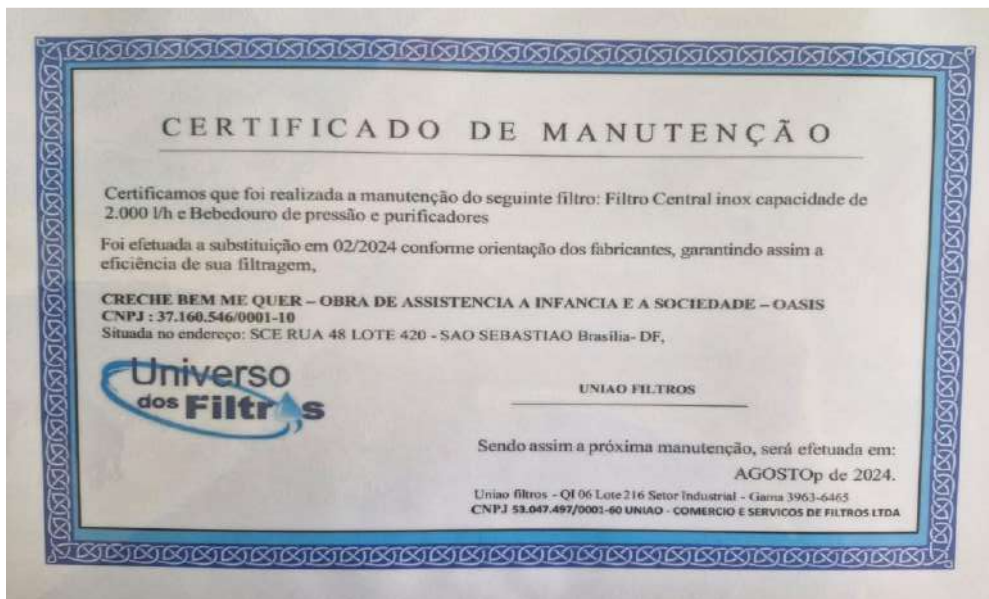 CERTIFICADO DE MANUTENÇÃO
Certificamos que foi realizada a manutenção do seguinte filtro: Filtro Central inox capacidade de
2.000 l/h e Bebedouro de pressão e purificadores
Foi efetuada a substituição em 02/2024 conforme orientação dos fabricantes, garantindo assim a
eficiência de sua filtragem,
CRECHE BEM ME QUER – OBRA DE ASSISTENCIA A INFANCIA E A SOCIEDADE – OASIS
CNPJ : 37.160.546/0001-10
Situada no endereço: SCE RUA 48 LOTE 420 - SAO SEBASTIAO Brasilia- DF,
Universo
dos Filtros
UNIAO FILTROS
Sendo assim a próxima manutenção, será efetuada em:
AGOSTOp de 2024.
Uniao filtros - QI 06 Lote 216 Setor Industrial - Gama 3963-6465
CNPJ 53.047.497/0001-60 UNIAO - COMERCIO E SERVICOS DE FILTROS LTDA